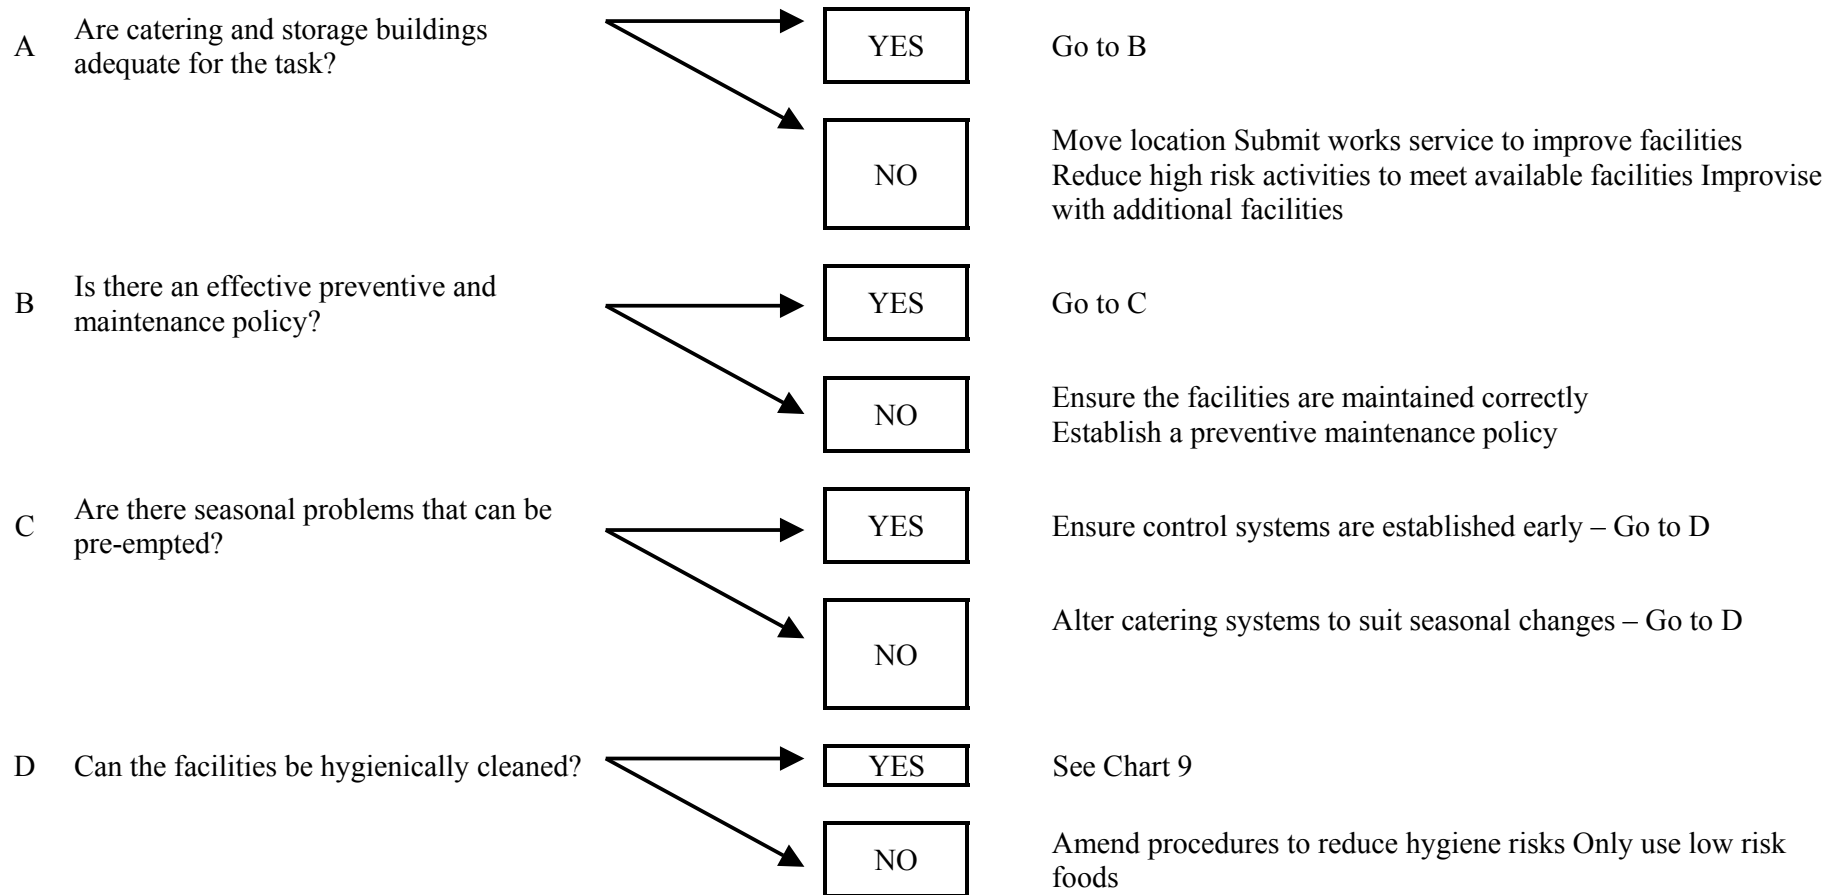 A
Are catering and storage buildings
adequate for the task?
YES
Go to B
NO
Move location Submit works service to improve facilities
Reduce high risk activities to meet available facilities Improvise
with additional facilities
B
Is there an effective preventive and
maintenance policy?
YES
Go to C
NO
Ensure the facilities are maintained correctly
Establish a preventive maintenance policy
C
Are there seasonal problems that can be
pre-empted?
YES
Ensure control systems are established early – Go to D
NO
Alter catering systems to suit seasonal changes – Go to D
D
Can the facilities be hygienically cleaned?
YES
See Chart 9
NO
Amend procedures to reduce hygiene risks Only use low risk
foods